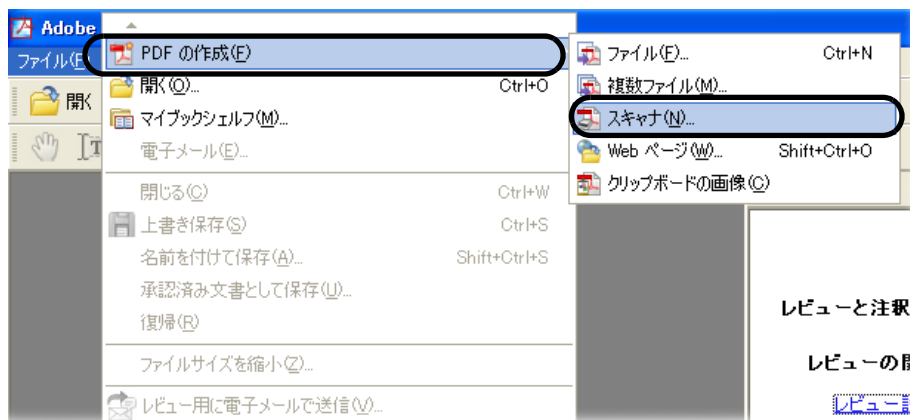 Adobe
ファイル(F)
PDF の作成(F)
開く(O)... Ctrl+O
マイブックシェルフ(M)...
電子メール(E)...
閉じる(C) Ctrl+W
上書き保存(S) Ctrl+S
名前を付けて保存(A)... Shift+Ctrl+S
承認済み文書として保存(U)...
復帰(R)
ファイルサイズを縮小(Z)...
レビュー用に電子メールで送信(V)...
ファイル(F)... Ctrl+N
複数ファイル(M)...
スキャナ(N)...
Web ページ(W)... Shift+Ctrl+O
クリップボードの画像(C)
開く
レビューと注釈
レビューの
レビュー